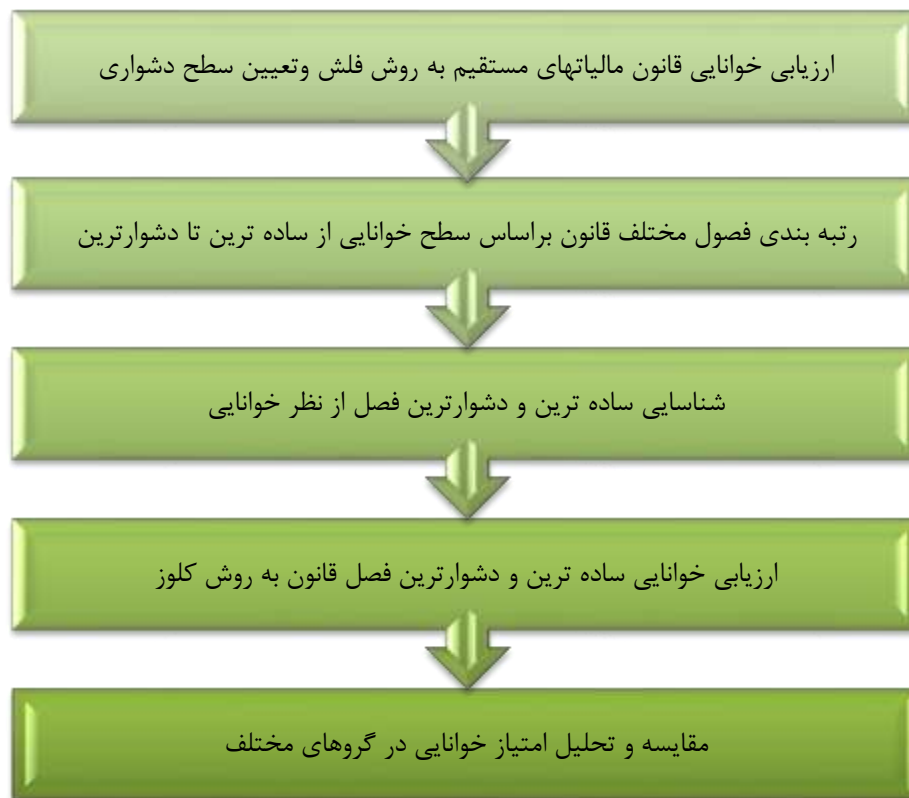 ارزیابی خوانایی قانون مالیاتهای مستقیم به روش فلش وتعیین سطح دشواری
رتبه بندی فصول مختلف قانون براساس سطح خوانایی از ساده ترین تا دشوارترین
شناسایی ساده ترین و دشوارترین فصل از نظر خوانایی
ارزیابی خوانایی ساده ترین و دشوارترین فصل قانون به روش کلوز
مقایسه و تحلیل امتیاز خوانایی در گروهای مختلف